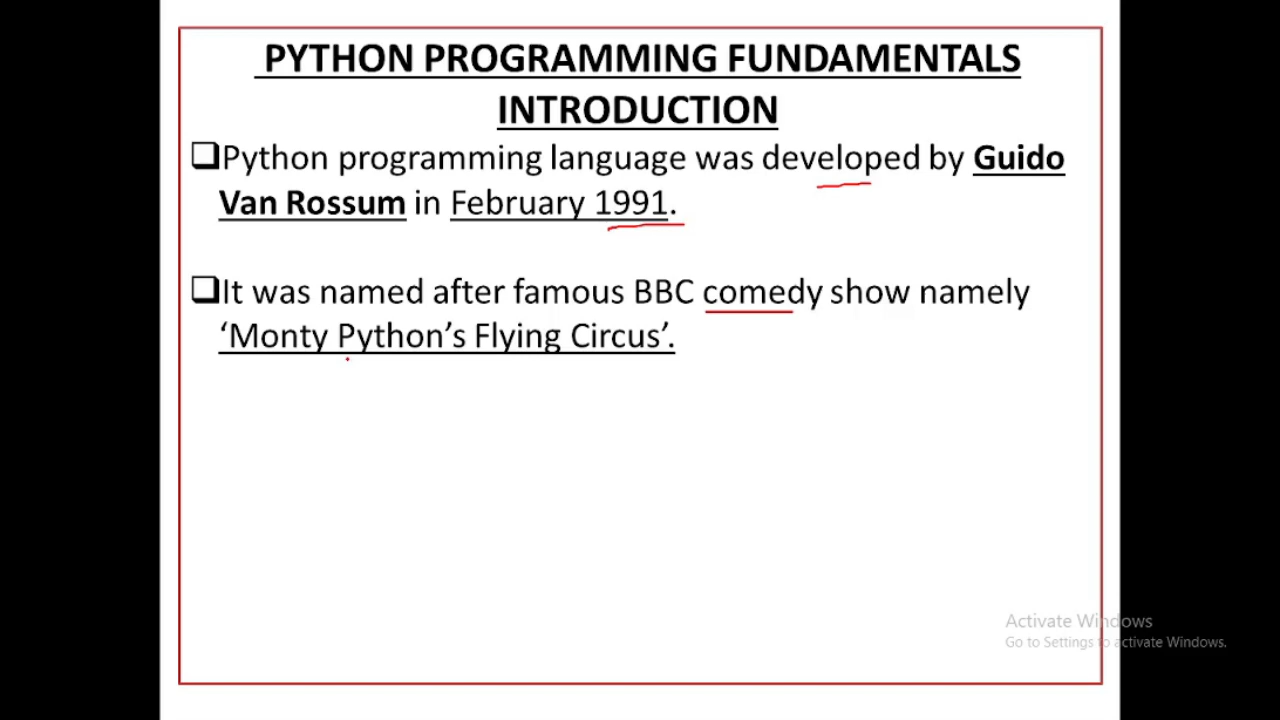 PYTHON PROGRAMMING FUNDAMENTALS
INTRODUCTION
❑Python programming language was developed by Guido
Van Rossum in February 1991.
❑It was named after famous BBC comedy show namely
‘Monty Python’s Flying Circus’.
Activate Windows
Go to Settings to activate Windows.